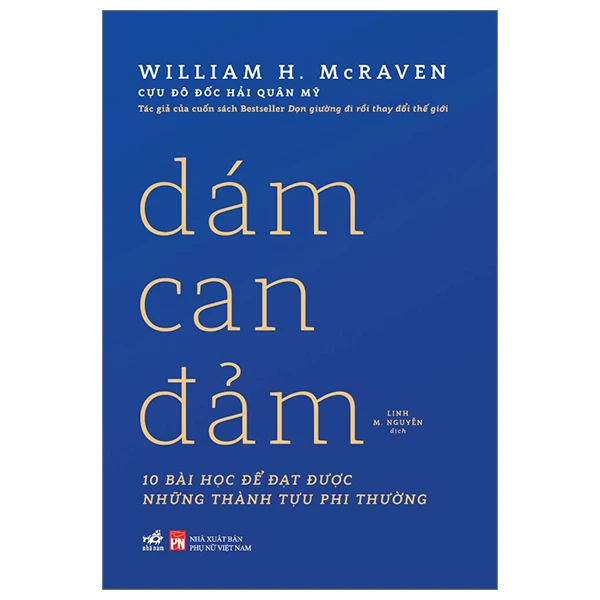 WILLIAM H. McRAVEN
CỰU ĐÔ ĐỐC HẢI QUÂN MỸ
Tác giả của cuốn sách Bestseller Dọn giường đi rồi thay đổi thế giới
dám
can
đảm
LINH
M. NGUYỄN
dịch
10 BÀI HỌC ĐỂ ĐẠT ĐƯỢC
NHỮNG THÀNH TỰU PHI THƯỜNG
nhã nam
PN
NHÀ XUẤT BẢN
PHỤ NỮ VIỆT NAM